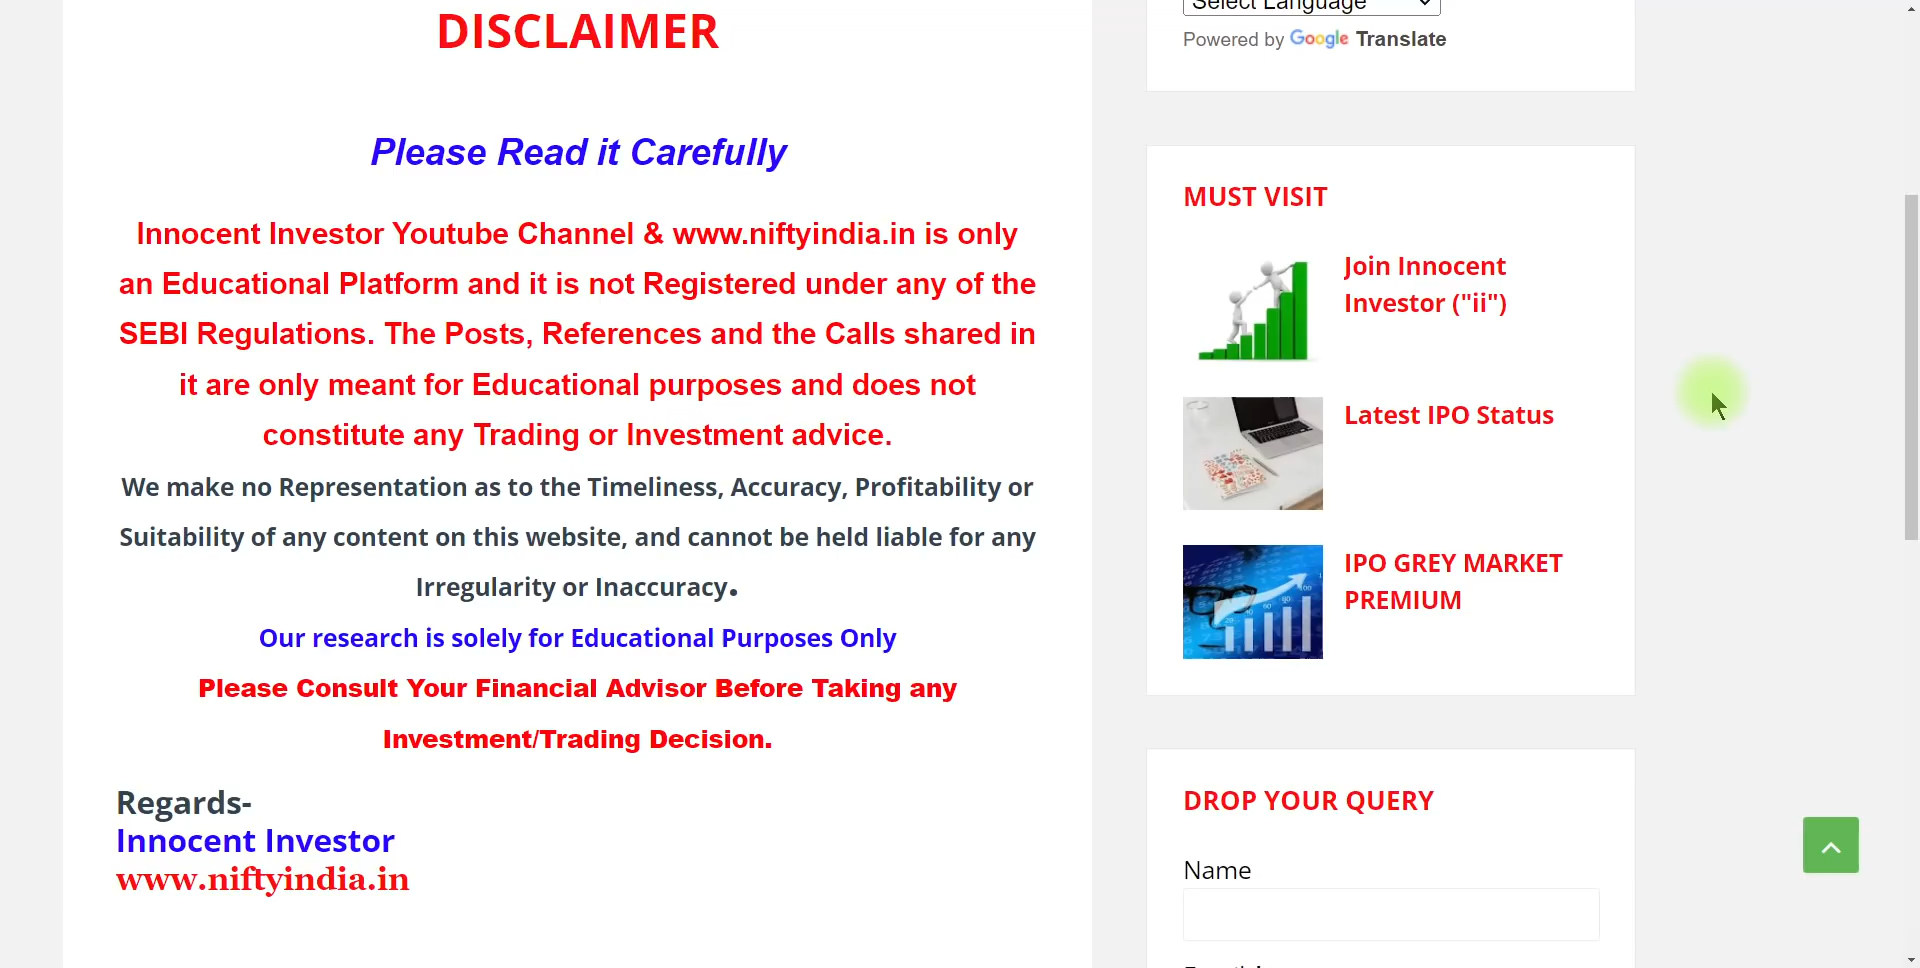 DISCLAIMER
Please Read it Carefully
Innocent Investor Youtube Channel & www.niftyindia.in is only
an Educational Platform and it is not Registered under any of the
SEBI Regulations. The Posts, References and the Calls shared in
it are only meant for Educational purposes and does not
constitute any Trading or Investment advice.
We make no Representation as to the Timeliness, Accuracy, Profitability or
Suitability of any content on this website, and cannot be held liable for any
Irregularity or Inaccuracy.
Our research is solely for Educational Purposes Only
Please Consult Your Financial Advisor Before Taking any
Investment/Trading Decision.
Regards-
Innocent Investor
www.niftyindia.in
Select Language
Powered by Google Translate
MUST VISIT
Join Innocent
Investor ("ii")
Latest IPO Status
IPO GREY MARKET
PREMIUM
20 40 60 80 100
DROP YOUR QUERY
Name